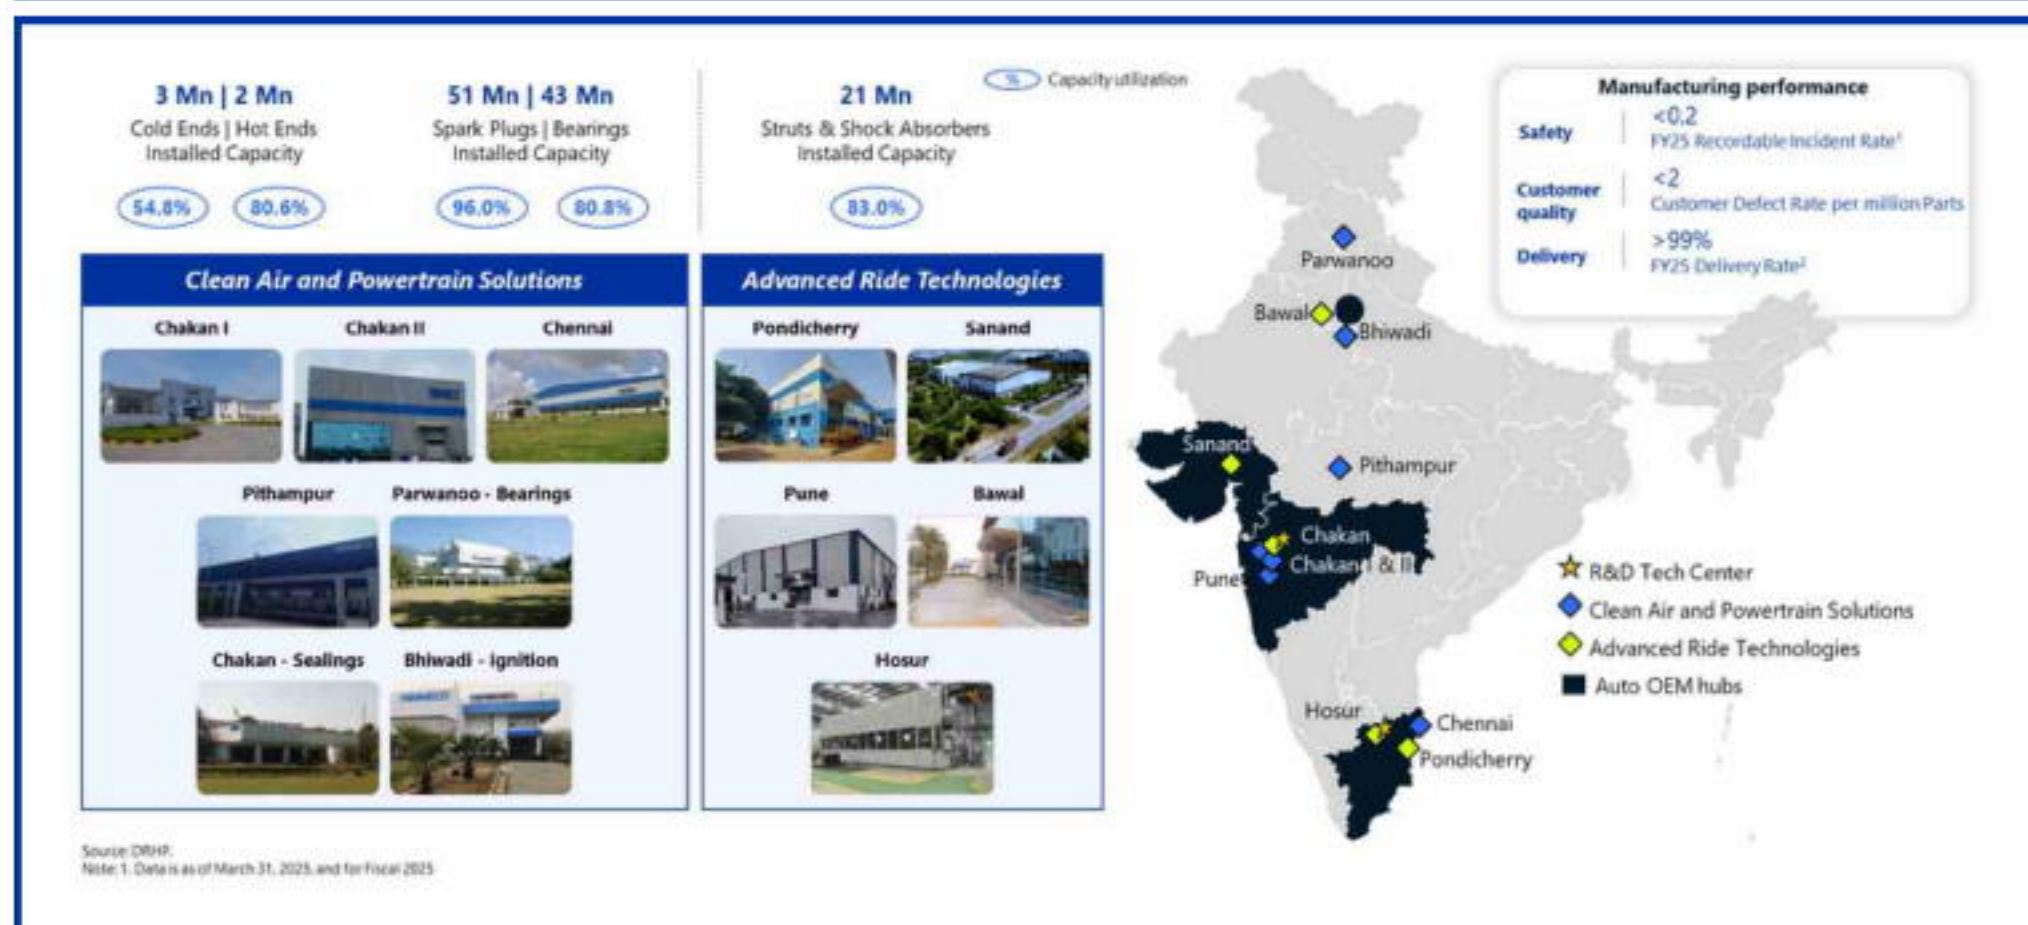 3 Mn | 2 Mn
Cold Ends | Hot Ends
Installed Capacity
54.8% 80.6%
51 Mn | 43 Mn
Spark Plugs | Bearings
Installed Capacity
96.0% 80.8%
21 Mn
Struts & Shock Absorbers
Installed Capacity
83.0%
% Capacity utilization
Clean Air and Powertrain Solutions
Chakan I Chakan II Chennai
Pithampur Parwanoo - Bearings
Chakan - Sealings Bhiwadi - Ignition
Advanced Ride Technologies
Pondicherry Sanand
Pune Bawal
Hosur
Manufacturing performance
Safety
<0.2
FY25 Recordable Incident Rate¹
Customer
quality
<2
Customer Defect Rate per million Parts
Delivery
>99%
FY25 Delivery Rate²
Parwanoo
Bawal
Bhiwadi
Sanand
Pithampur
Chakan
Chakan I & II
Pune
Hosur
Chennai
Pondicherry
R&D Tech Center
Clean Air and Powertrain Solutions
Advanced Ride Technologies
Auto OEM hubs
Source: DRHP.
Note: 1. Data is as of March 31, 2025, and for Fiscal 2025